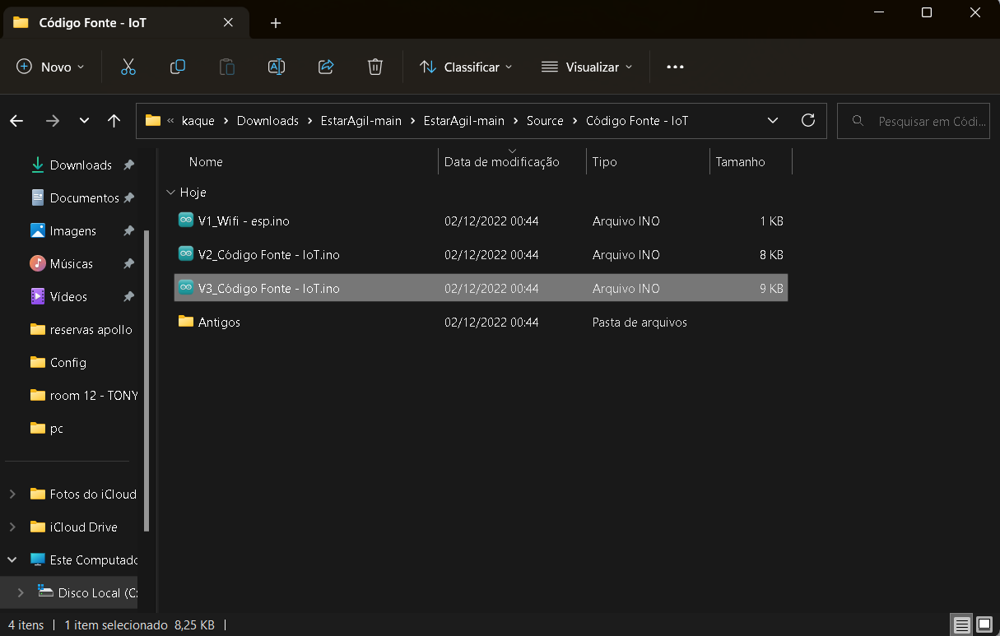 Código Fonte - IoT
Novo
Classificar
Visualizar
« kaque > Downloads > EstarAgil-main > EstarAgil-main > Source > Código Fonte - IoT
Pesquisar em Códi...
Downloads
Documentos
Imagens
Músicas
Vídeos
reservas apollo
Config
room 12 - TONY
pc
Fotos do iCloud
iCloud Drive
Este Computado
Disco Local (C:
Nome Data de modificação Tipo Tamanho
Hoje
V1_Wifi - esp.ino 02/12/2022 00:44 Arquivo INO 1 KB
V2_Código Fonte - IoT.ino 02/12/2022 00:44 Arquivo INO 8 KB
V3_Código Fonte - IoT.ino 02/12/2022 00:44 Arquivo INO 9 KB
Antigos 02/12/2022 00:44 Pasta de arquivos
4 itens | 1 item selecionado 8,25 KB |